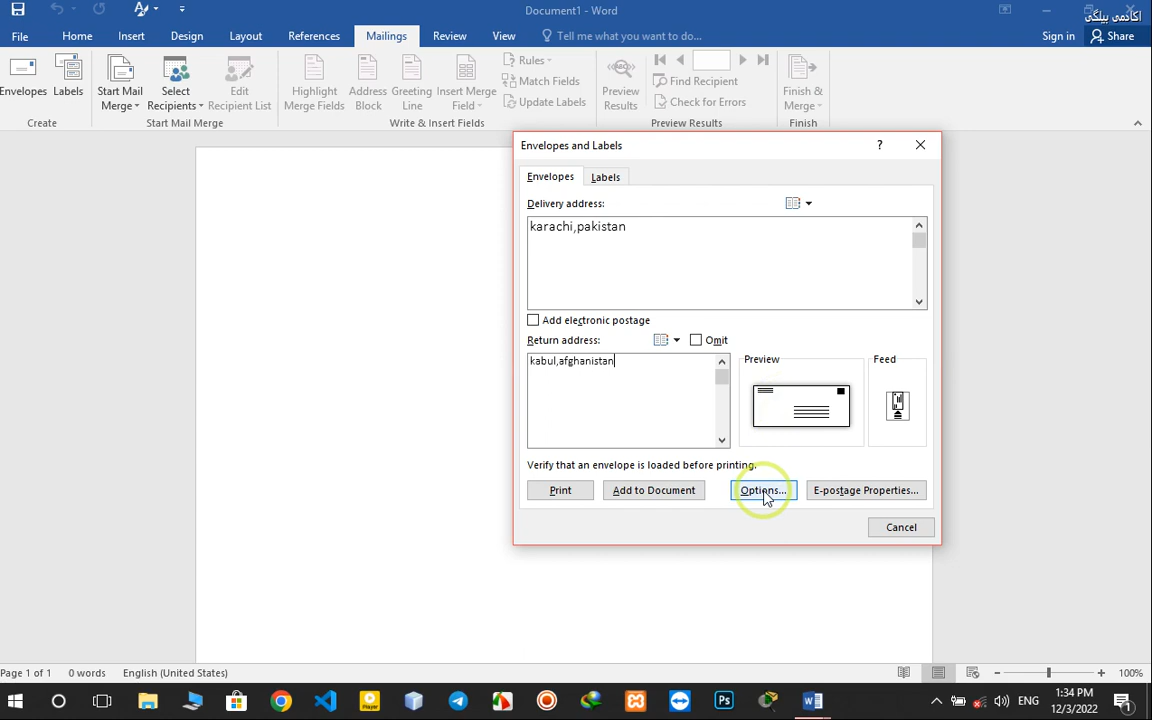 Document1 - Word
اکادمی بیلگی
File Home Insert Design Layout References Mailings Review View Tell me what you want to do... Sign in Share
Envelopes Labels Start Mail Merge Select Recipients Edit Recipient List Highlight Merge Fields Address Block Greeting Line Insert Merge Field Rules Match Fields Update Labels Preview Results Find Recipient Check for Errors Finish & Merge
Create Start Mail Merge Write & Insert Fields Preview Results Finish
Envelopes and Labels ?
Envelopes Labels
Delivery address:
karachi,pakistan
Add electronic postage
Return address: Omit
kabul,afghanistan
Preview Feed
Verify that an envelope is loaded before printing.
Print Add to Document Options... E-postage Properties...
Cancel
Page 1 of 1 0 words English (United States) 100%
Player Ps ENG 1:34 PM
12/3/2022 1